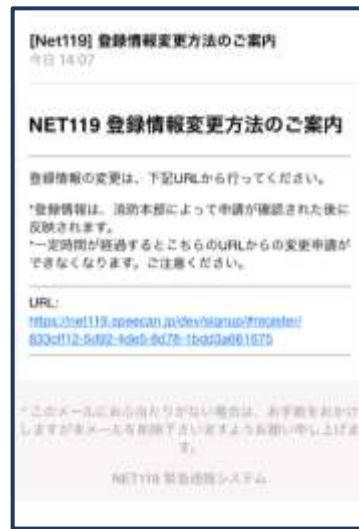 [Net119] 登録情報変更方法のご案内
今日 14:07
NET119 登録情報変更方法のご案内
登録情報の変更は、下記URLから行ってください。
*登録情報は、消防本部によって申請が確認された後に
反映されます。
*一定時間が経過するとこちらのURLからの変更申請が
できなくなります。ご注意ください。
URL:
https://net119.speecan.jp/dev/signup/#register/
*このメールにお心当たりがない場合は、お手数をおかけ
しますが本メールを削除下さいますようお願い申し上げま
す。
NET119 緊急通報システム